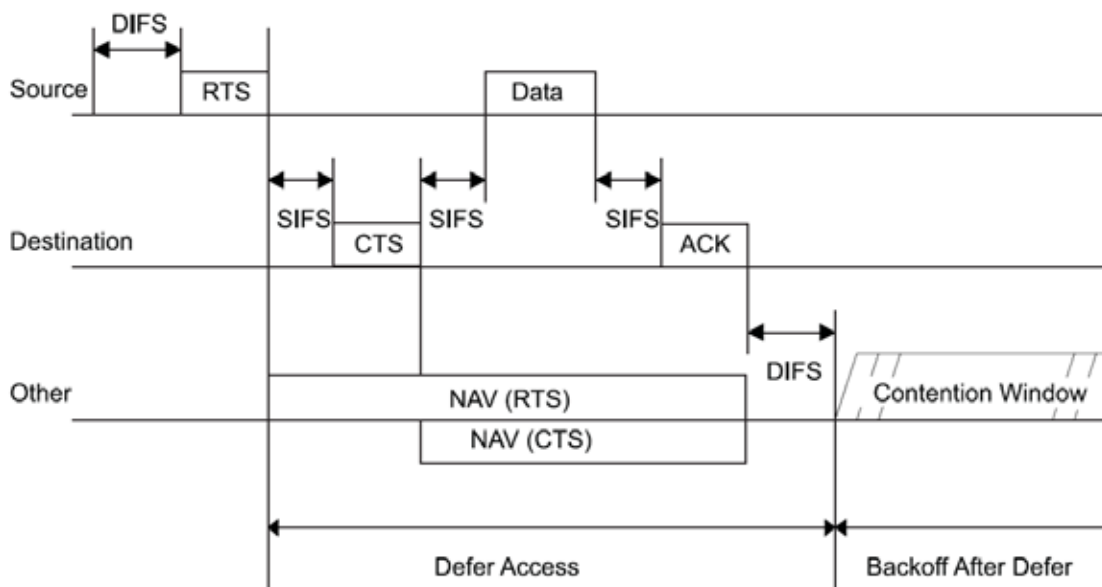 DIFS
Source
RTS
Data
SIFS
SIFS
SIFS
Destination
CTS
ACK
DIFS
Other
NAV (RTS)
Contention Window
NAV (CTS)
Defer Access
Backoff After Defer